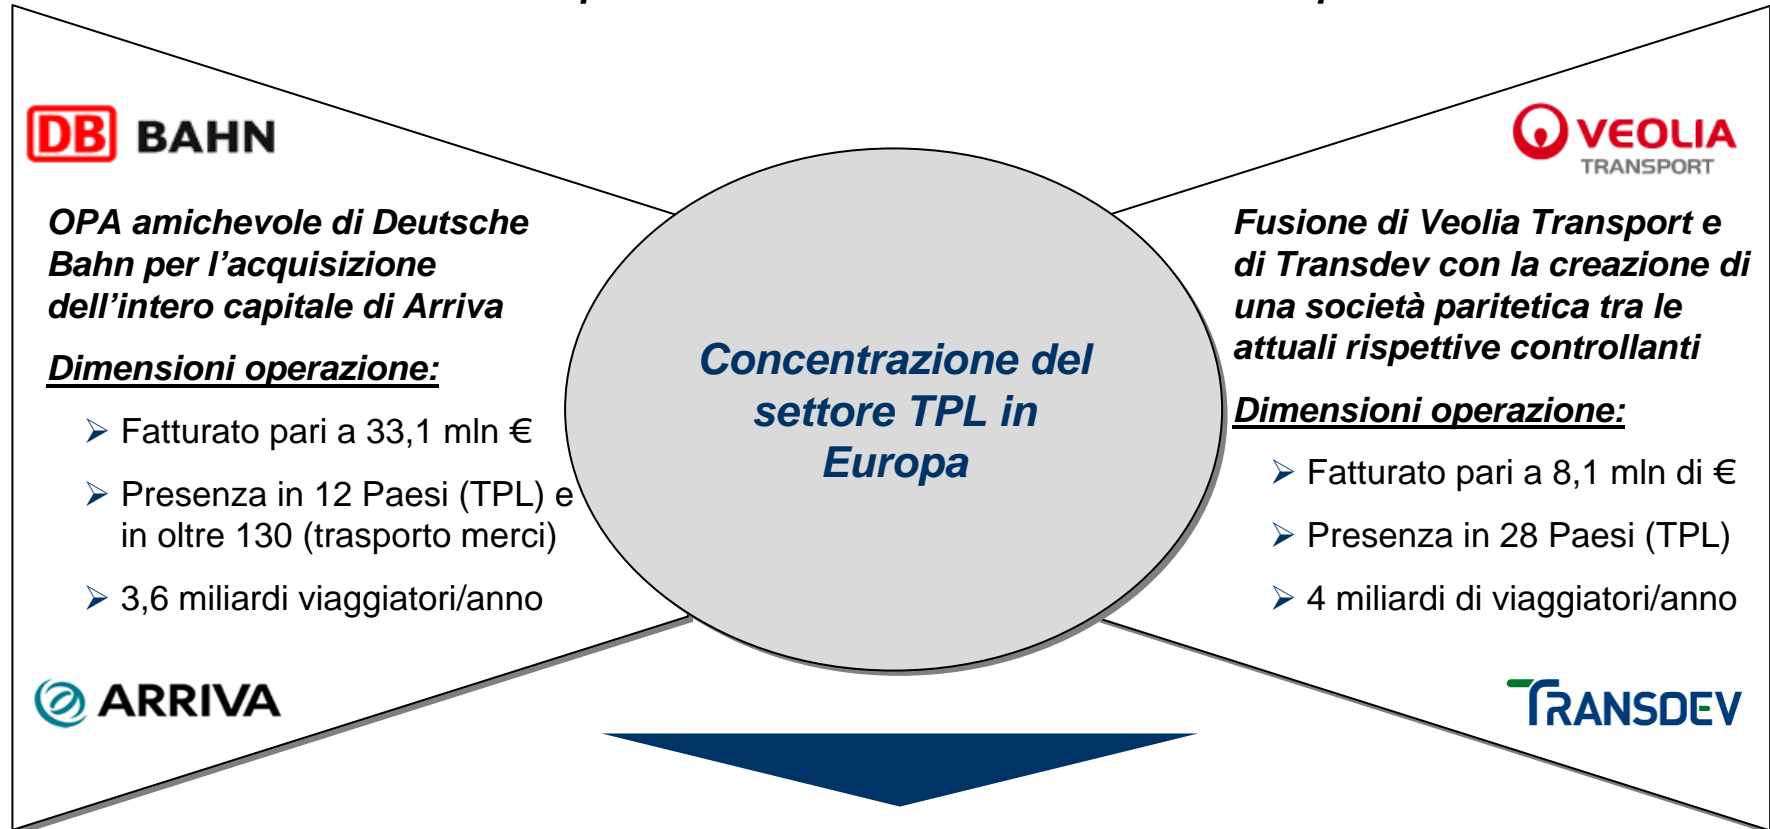 DB BAHN
OPA amichevole di Deutsche
Bahn per l’acquisizione
dell’intero capitale di Arriva
Dimensioni operazione:
➢ Fatturato pari a 33,1 mln €
➢ Presenza in 12 Paesi (TPL) e
in oltre 130 (trasporto merci)
➢ 3,6 miliardi viaggiatori/anno
ARRIVA
Concentrazione del
settore TPL in
Europa
VEOLIA
TRANSPORT
Fusione di Veolia Transport e
di Transdev con la creazione di
una società paritetica tra le
attuali rispettive controllanti
Dimensioni operazione:
➢ Fatturato pari a 8,1 mln di €
➢ Presenza in 28 Paesi (TPL)
➢ 4 miliardi di viaggiatori/anno
TRANSDEV